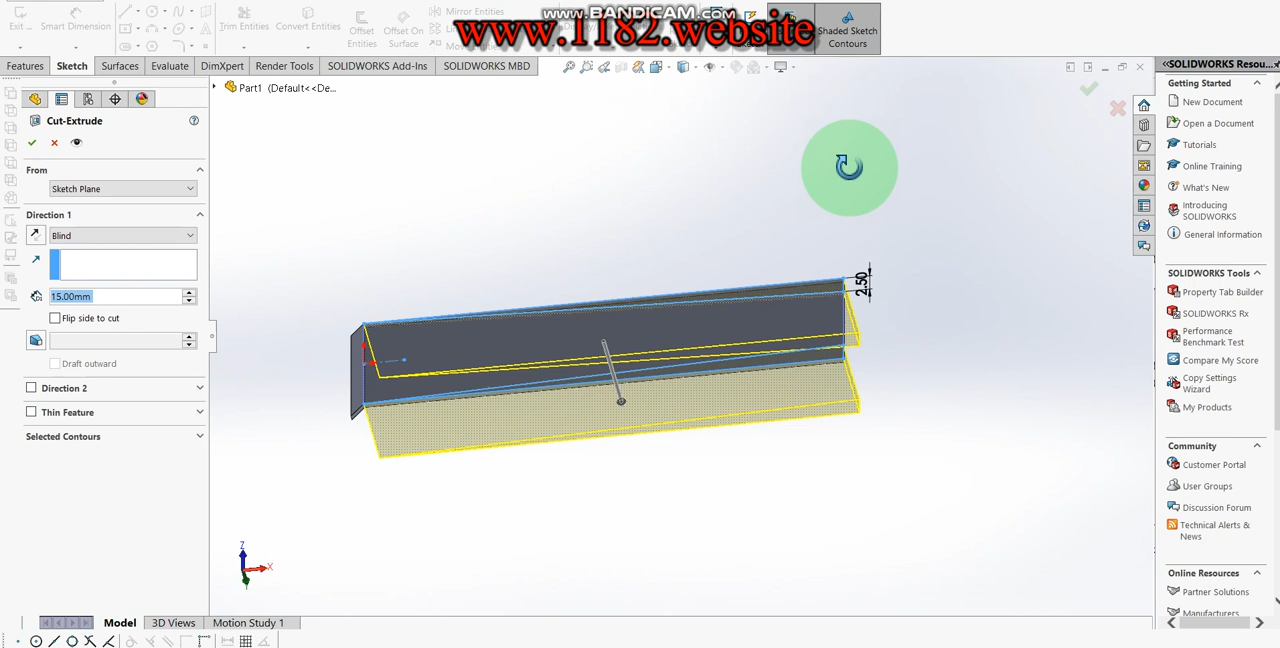 www.BANDICAM.com
www.1182.website
Exit ...
Smart Dimension
Trim Entities
Convert Entities
Offset Entities
Offset On Surface
Mirror Entities
Shaded Sketch Contours
Features
Sketch
Surfaces
Evaluate
DimXpert
Render Tools
SOLIDWORKS Add-Ins
SOLIDWORKS MBD
Part1 (Default<<De...
Cut-Extrude
From
Sketch Plane
Direction 1
Blind
15.00mm
Flip side to cut
Draft outward
Direction 2
Thin Feature
Selected Contours
2.50
Z
X
Model
3D Views
Motion Study 1
SOLIDWORKS Resou...
Getting Started
New Document
Open a Document
Tutorials
Online Training
What's New
Introducing
SOLIDWORKS
General Information
SOLIDWORKS Tools
Property Tab Builder
SOLIDWORKS Rx
Performance
Benchmark Test
Compare My Score
Copy Settings
Wizard
My Products
Community
Customer Portal
User Groups
Discussion Forum
Technical Alerts &
News
Online Resources
Partner Solutions
Manufacturers